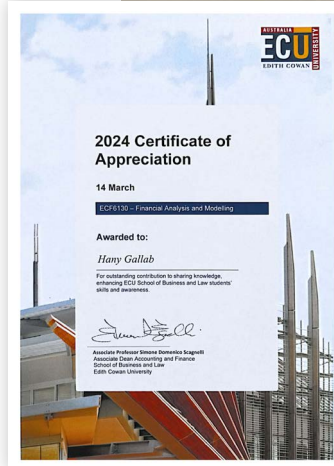 AUSTRALIA
ECU
EDITH COWAN
UNIVERSITY
2024 Certificate of
Appreciation
14 March
ECF6130 – Financial Analysis and Modelling
Awarded to:
Hany Gallab
For outstanding contribution to sharing knowledge,
enhancing ECU School of Business and Law students'
skills and awareness.
Associate Professor Simone Domenico Scagnelli
Associate Dean Accounting and Finance
School of Business and Law
Edith Cowan University